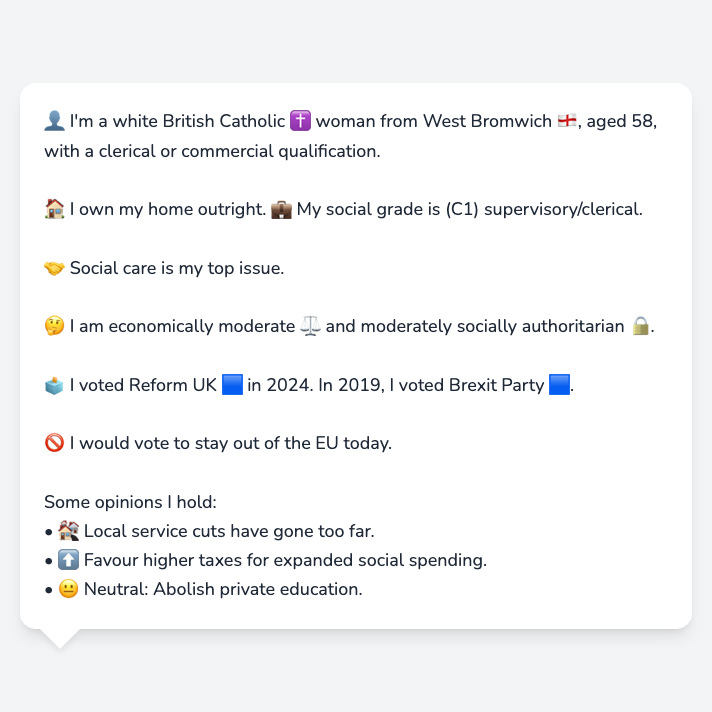 👤 I'm a white British Catholic ✝️ woman from West Bromwich 🏴󠁧󠁢󠁥󠁮󠁧󠁿, aged 58,
with a clerical or commercial qualification.
🏠 I own my home outright. 💼 My social grade is (C1) supervisory/clerical.
🤝 Social care is my top issue.
🤔 I am economically moderate ⚖️ and moderately socially authoritarian 🔒.
🗳️ I voted Reform UK 🟦 in 2024. In 2019, I voted Brexit Party 🟦.
🚫 I would vote to stay out of the EU today.
Some opinions I hold:
• 🏘️ Local service cuts have gone too far.
• ⬆️ Favour higher taxes for expanded social spending.
• 😐 Neutral: Abolish private education.